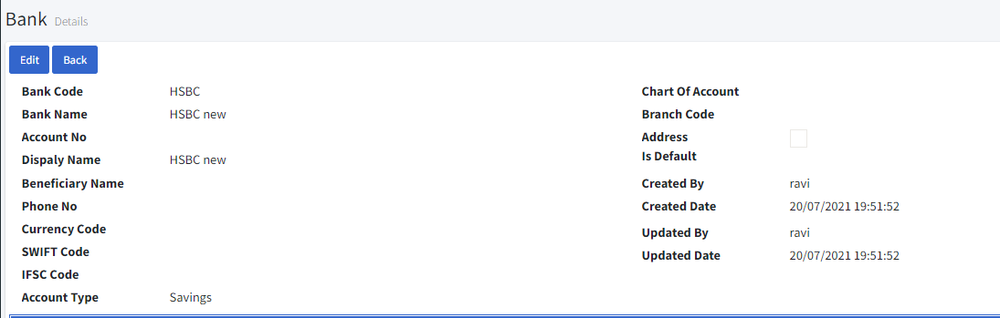 Bank Details
Edit Back
Bank Code HSBC
Bank Name HSBC new
Account No
Dispaly Name HSBC new
Beneficiary Name
Phone No
Currency Code
SWIFT Code
IFSC Code
Account Type Savings
Chart Of Account
Branch Code
Address
Is Default
Created By ravi
Created Date 20/07/2021 19:51:52
Updated By ravi
Updated Date 20/07/2021 19:51:52